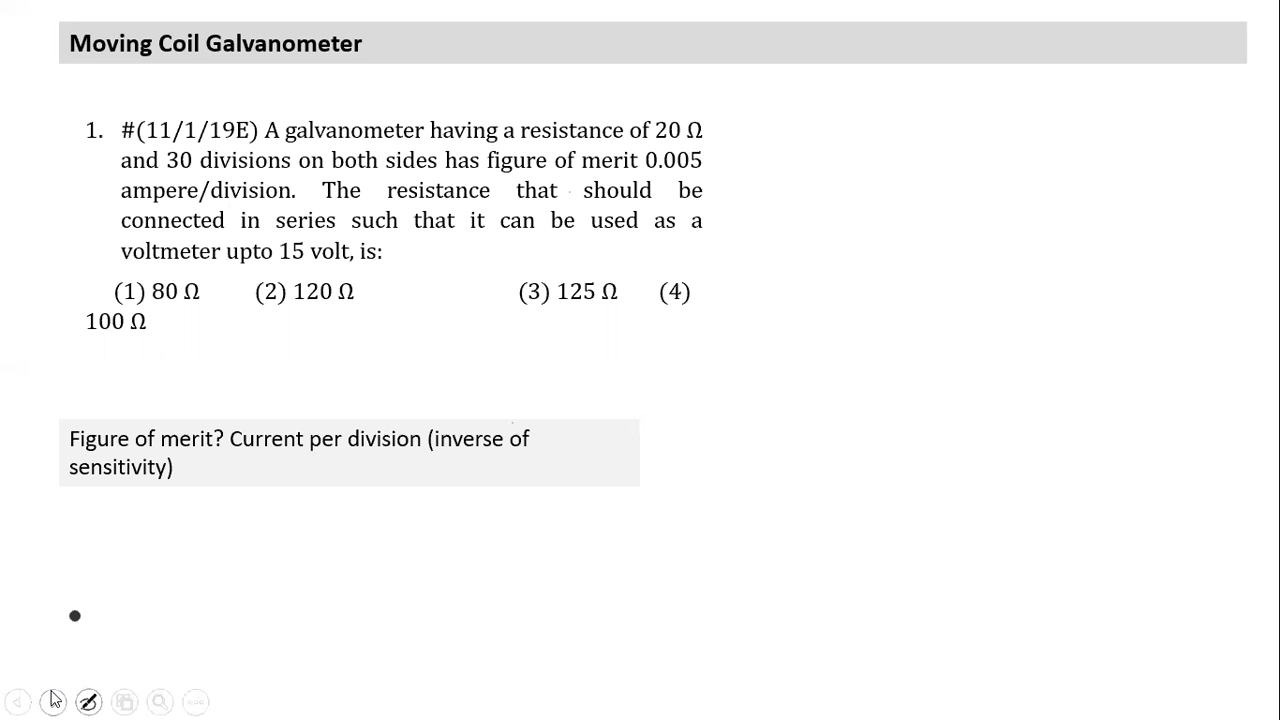 Moving Coil Galvanometer
1. #(11/1/19E) A galvanometer having a resistance of 20 Ω
and 30 divisions on both sides has figure of merit 0.005
ampere/division. The resistance that should be
connected in series such that it can be used as a
voltmeter upto 15 volt, is:
(1) 80 Ω (2) 120 Ω (3) 125 Ω (4)
100 Ω
Figure of merit? Current per division (inverse of
sensitivity)